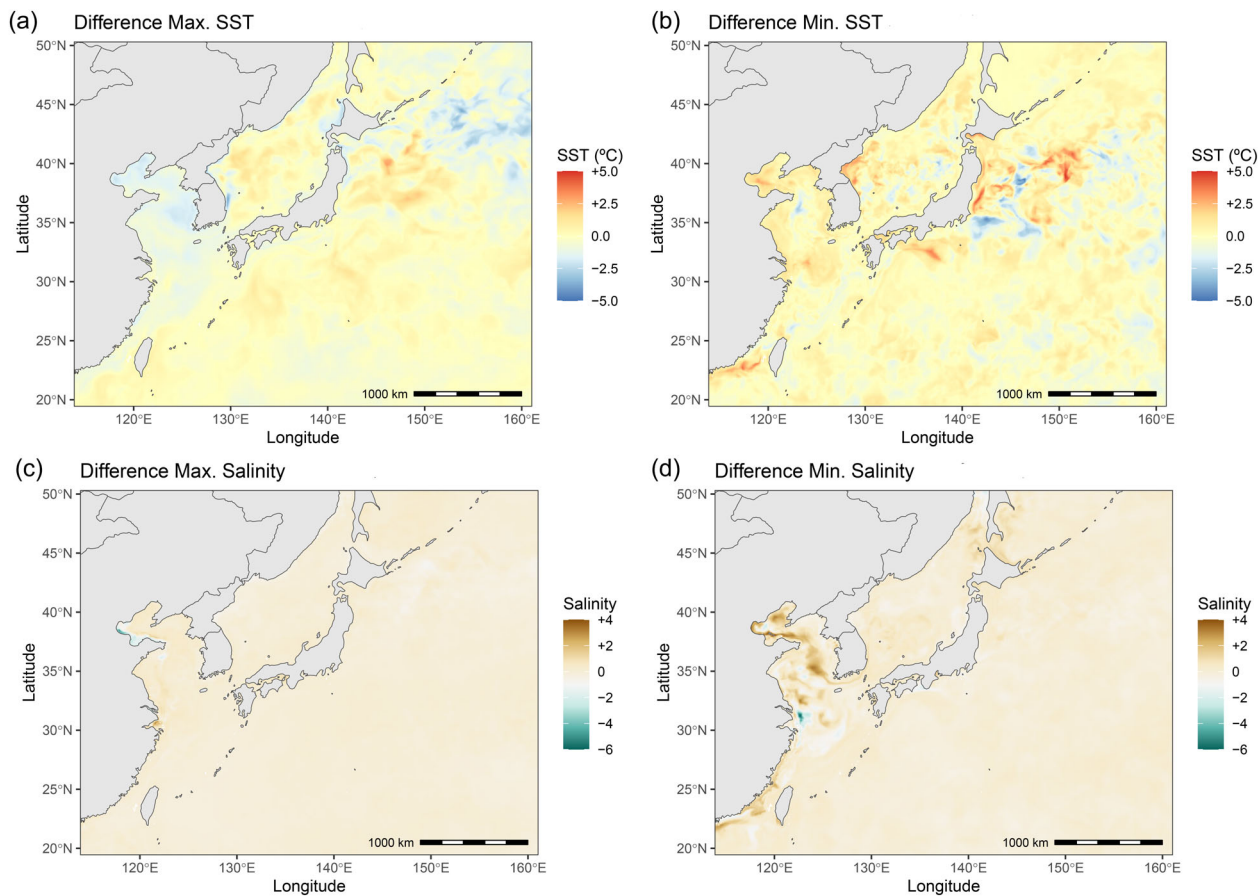 (a) Difference Max. SST
50°N
45°N
40°N
35°N
30°N
25°N
20°N
Latitude
120°E 130°E 140°E 150°E 160°E
Longitude
1000 km
SST (ºC)
+5.0
+2.5
0.0
−2.5
−5.0
(b) Difference Min. SST
50°N
45°N
40°N
35°N
30°N
25°N
20°N
Latitude
120°E 130°E 140°E 150°E 160°E
Longitude
1000 km
SST (ºC)
+5.0
+2.5
0.0
−2.5
−5.0
(c) Difference Max. Salinity
50°N
45°N
40°N
35°N
30°N
25°N
20°N
Latitude
120°E 130°E 140°E 150°E 160°E
Longitude
1000 km
Salinity
+4
+2
0
−2
−4
−6
(d) Difference Min. Salinity
50°N
45°N
40°N
35°N
30°N
25°N
20°N
Latitude
120°E 130°E 140°E 150°E 160°E
Longitude
1000 km
Salinity
+4
+2
0
−2
−4
−6